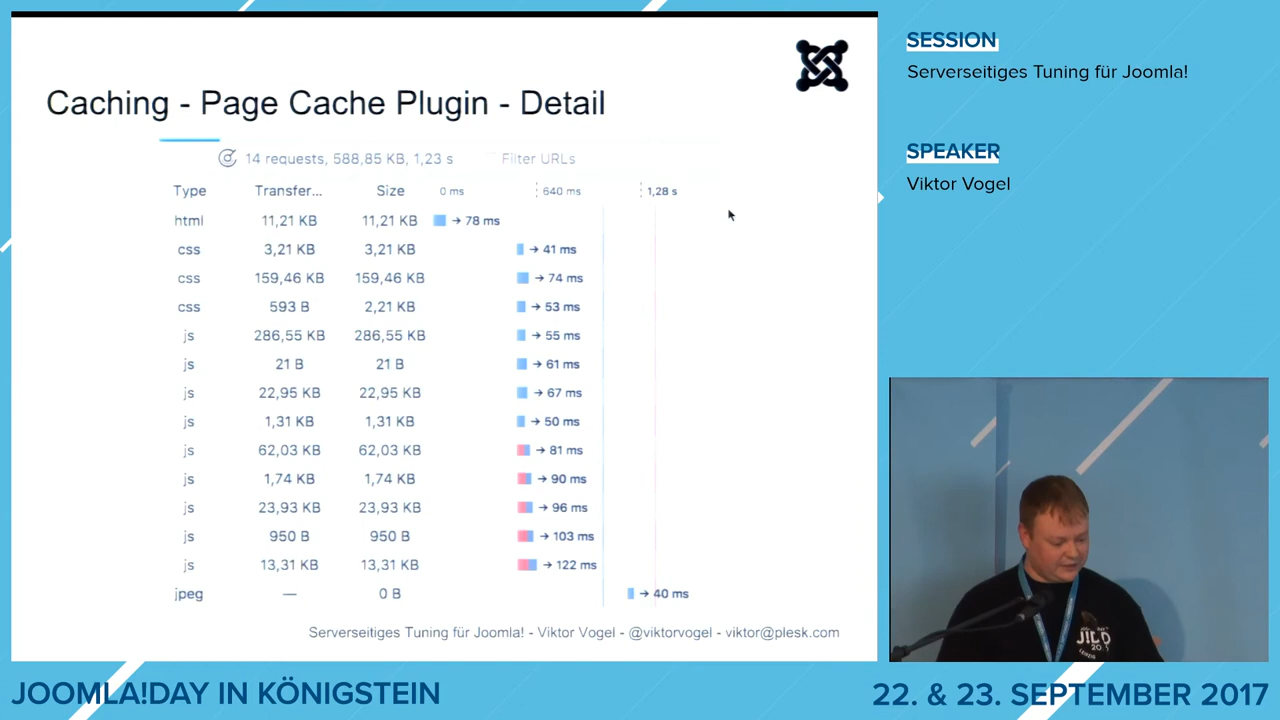 Caching - Page Cache Plugin - Detail
14 requests, 588,85 KB, 1,23 s Filter URLs
Type Transfer... Size 0 ms 640 ms 1,28 s
html 11,21 KB 11,21 KB → 78 ms
css 3,21 KB 3,21 KB → 41 ms
css 159,46 KB 159,46 KB → 74 ms
css 593 B 2,21 KB → 53 ms
js 286,55 KB 286,55 KB → 55 ms
js 21 B 21 B → 61 ms
js 22,95 KB 22,95 KB → 67 ms
js 1,31 KB 1,31 KB → 50 ms
js 62,03 KB 62,03 KB → 81 ms
js 1,74 KB 1,74 KB → 90 ms
js 23,93 KB 23,93 KB → 96 ms
js 950 B 950 B → 103 ms
js 13,31 KB 13,31 KB → 122 ms
jpeg — 0 B → 40 ms
Serverseitiges Tuning für Joomla! - Viktor Vogel - @viktorvogel - viktor@plesk.com
SESSION
Serverseitiges Tuning für Joomla!
SPEAKER
Viktor Vogel
JOOMLA!DAY IN KÖNIGSTEIN
22. & 23. SEPTEMBER 2017